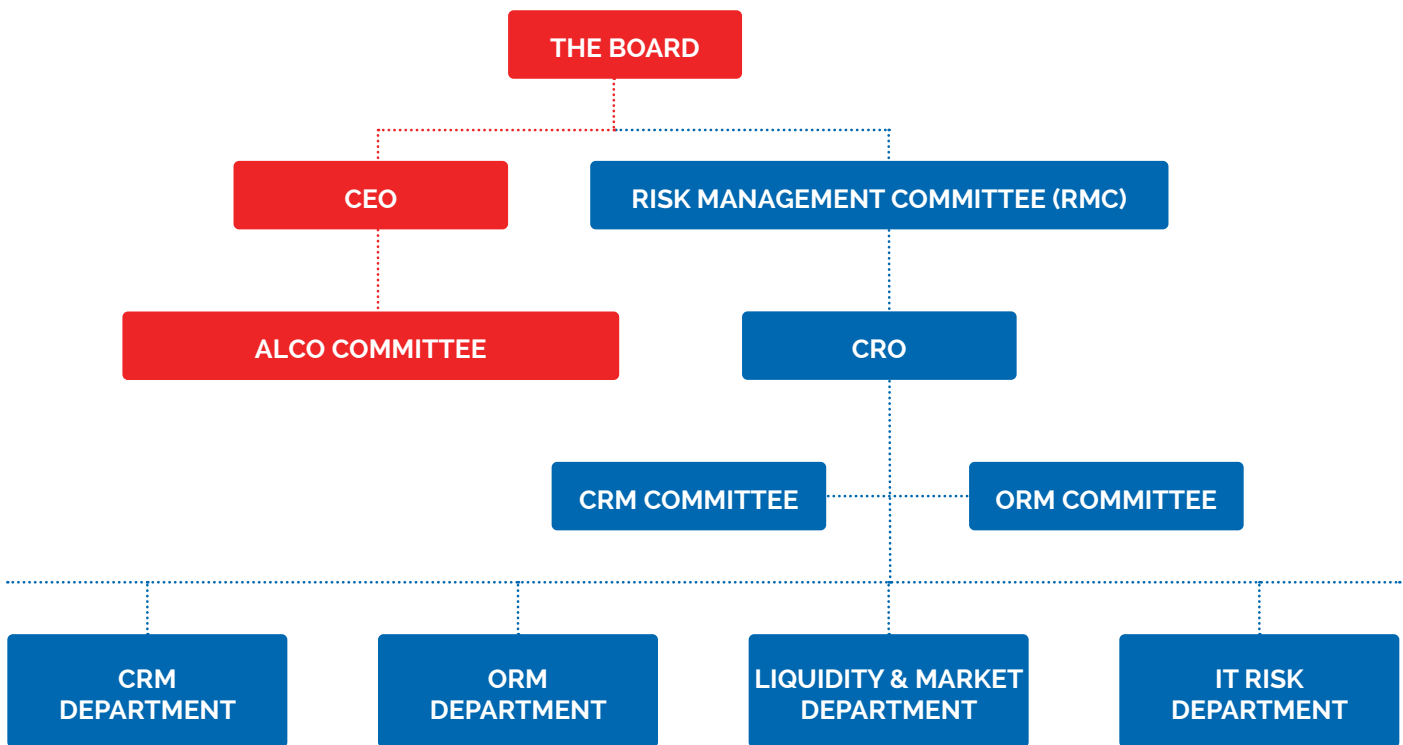 THE BOARD
CEO
RISK MANAGEMENT COMMITTEE (RMC)
ALCO COMMITTEE
CRO
CRM COMMITTEE
ORM COMMITTEE
CRM
DEPARTMENT
ORM
DEPARTMENT
LIQUIDITY & MARKET
DEPARTMENT
IT RISK
DEPARTMENT